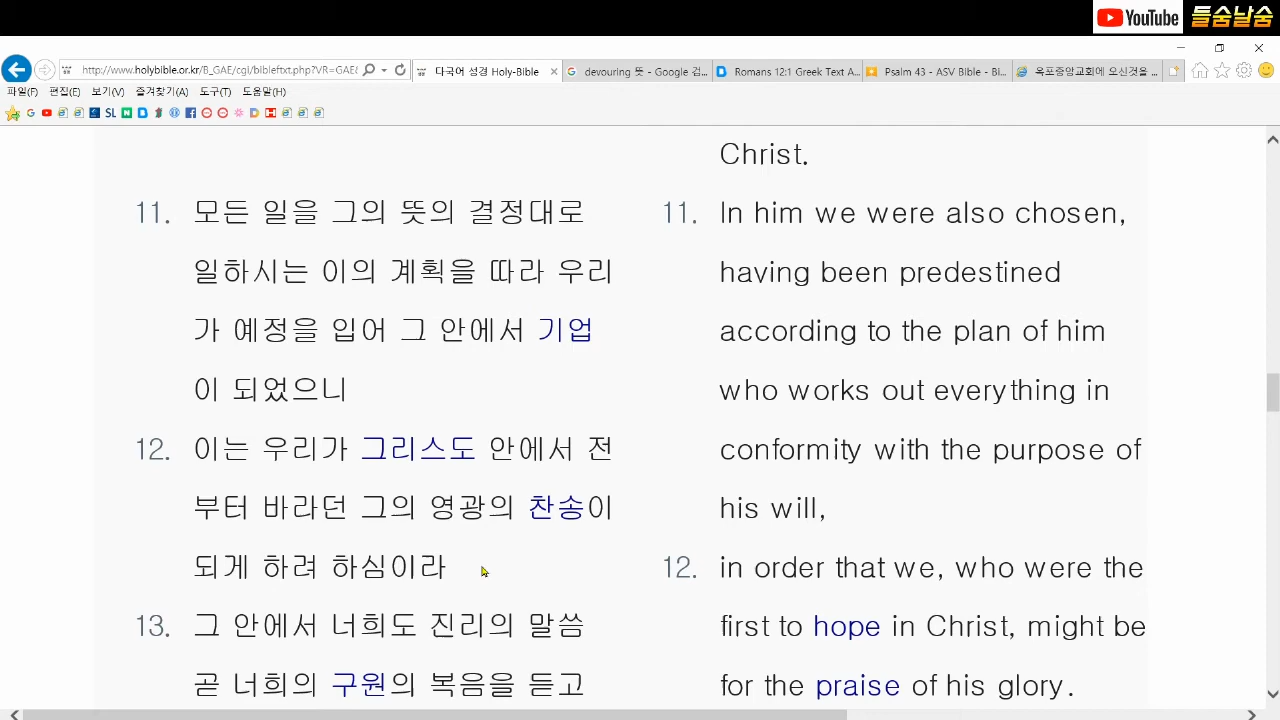 YouTube 들숨날숨
http://www.holybible.or.kr/B_GAE/cgi/bibleftxt.php?VR=GAE(
다국어 성경 Holy-Bible
devouring 뜻 - Google 검...
Romans 12:1 Greek Text A...
Psalm 43 - ASV Bible - Bi...
옥포중앙교회에 오신것을 ...
파일(F) 편집(E) 보기(V) 즐겨찾기(A) 도구(T) 도움말(H)
SL
11. 모든 일을 그의 뜻의 결정대로
일하시는 이의 계획을 따라 우리
가 예정을 입어 그 안에서 기업
이 되었으니
12. 이는 우리가 그리스도 안에서 전
부터 바라던 그의 영광의 찬송이
되게 하려 하심이라
13. 그 안에서 너희도 진리의 말씀
곧 너희의 구원의 복음을 듣고
Christ.
11. In him we were also chosen,
having been predestined
according to the plan of him
who works out everything in
conformity with the purpose of
his will,
12. in order that we, who were the
first to hope in Christ, might be
for the praise of his glory.